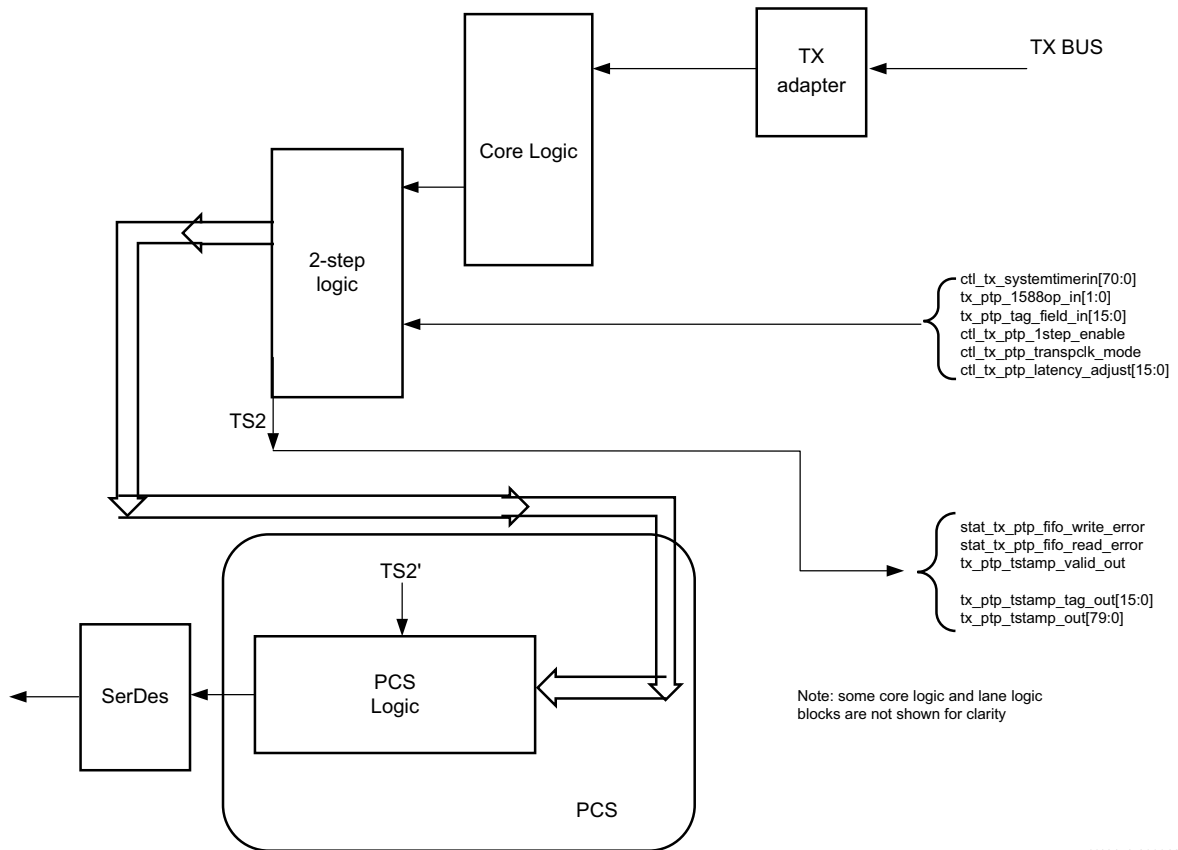 TX BUS
TX
adapter
Core Logic
2-step
logic
ctl_tx_systemtimerin[70:0]
tx_ptp_1588op_in[1:0]
tx_ptp_tag_field_in[15:0]
ctl_tx_ptp_1step_enable
ctl_tx_ptp_transpclk_mode
ctl_tx_ptp_latency_adjust[15:0]
TS2
stat_tx_ptp_fifo_write_error
stat_tx_ptp_fifo_read_error
tx_ptp_tstamp_valid_out
tx_ptp_tstamp_tag_out[15:0]
tx_ptp_tstamp_out[79:0]
TS2'
SerDes
PCS
Logic
Note: some core logic and lane logic
blocks are not shown for clarity
PCS